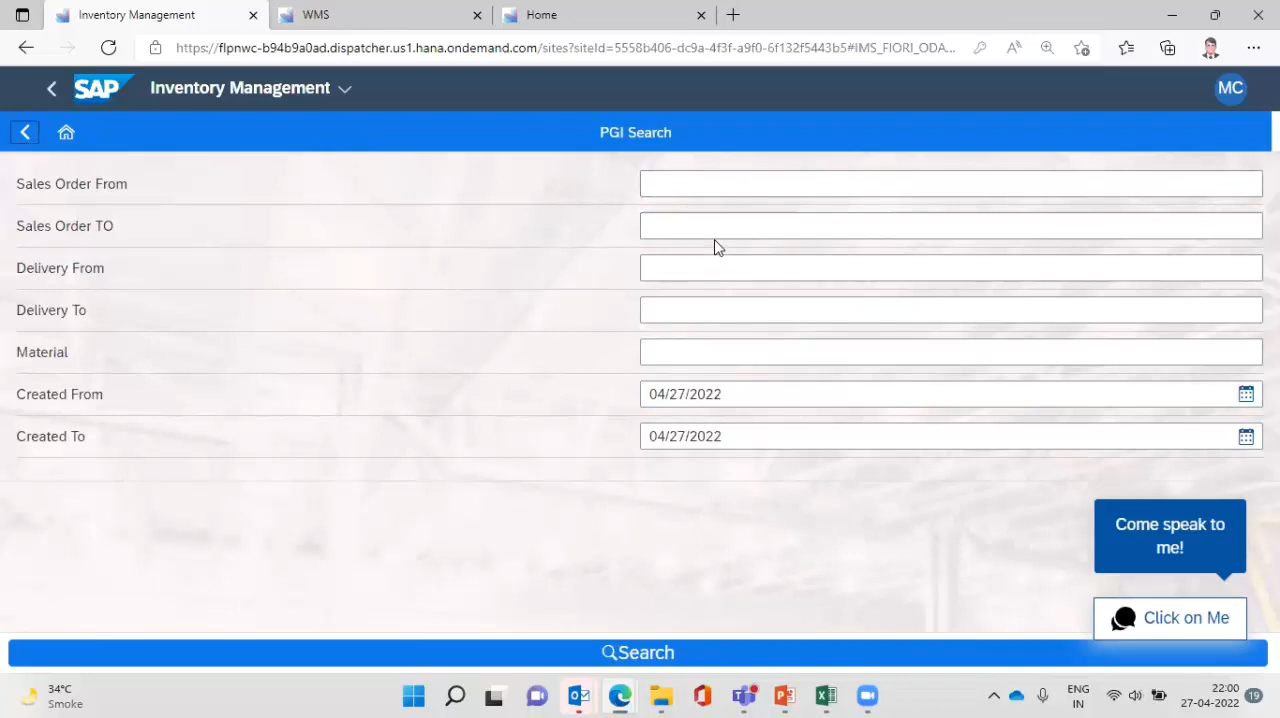 Inventory Management
WMS
Home
https://flpnwc-b94b9a0ad.dispatcher.us1.hana.ondemand.com/sites?siteId=5558b406-dc9a-4f3f-a9f0-6f132f5443b5#IMS_FIORI_ODA...
SAP
Inventory Management
MC
PGI Search
Sales Order From
Sales Order TO
Delivery From
Delivery To
Material
Created From
04/27/2022
Created To
04/27/2022
Come speak to
me!
Click on Me
Search
34°C
Smoke
ENG
IN
22:00
27-04-2022
19